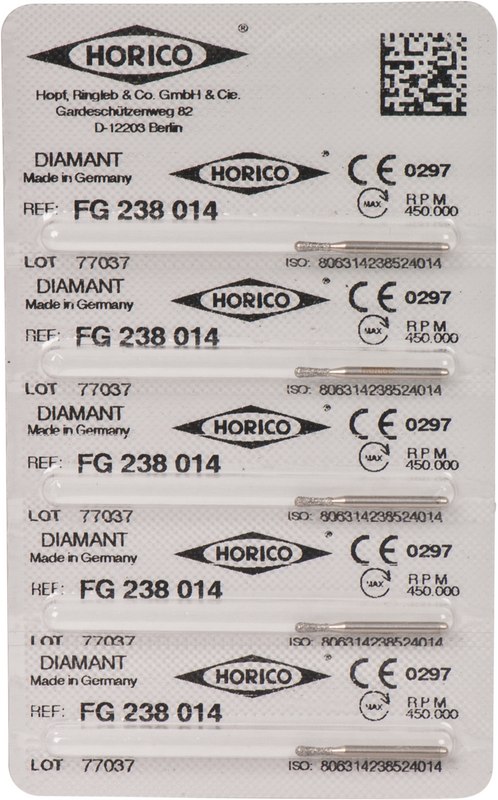 HORICO ®
Hopf, Ringleb & Co. GmbH & Cie.
Gardeschützenweg 82
D-12203 Berlin
DIAMANT HORICO ® CE 0297
Made in Germany
REF: FG 238 014 MAX RPM 450.000
LOT 77037 ISO: 806314238524014
DIAMANT HORICO ® CE 0297
Made in Germany
REF: FG 238 014 MAX RPM 450.000
LOT 77037 ISO: 806314238524014
DIAMANT HORICO ® CE 0297
Made in Germany
REF: FG 238 014 MAX RPM 450.000
LOT 77037 ISO: 806314238524014
DIAMANT HORICO ® CE 0297
Made in Germany
REF: FG 238 014 MAX RPM 450.000
LOT 77037 ISO: 806314238524014
DIAMANT HORICO ® CE 0297
Made in Germany
REF: FG 238 014 MAX RPM 450.000
LOT 77037 ISO: 806314238524014